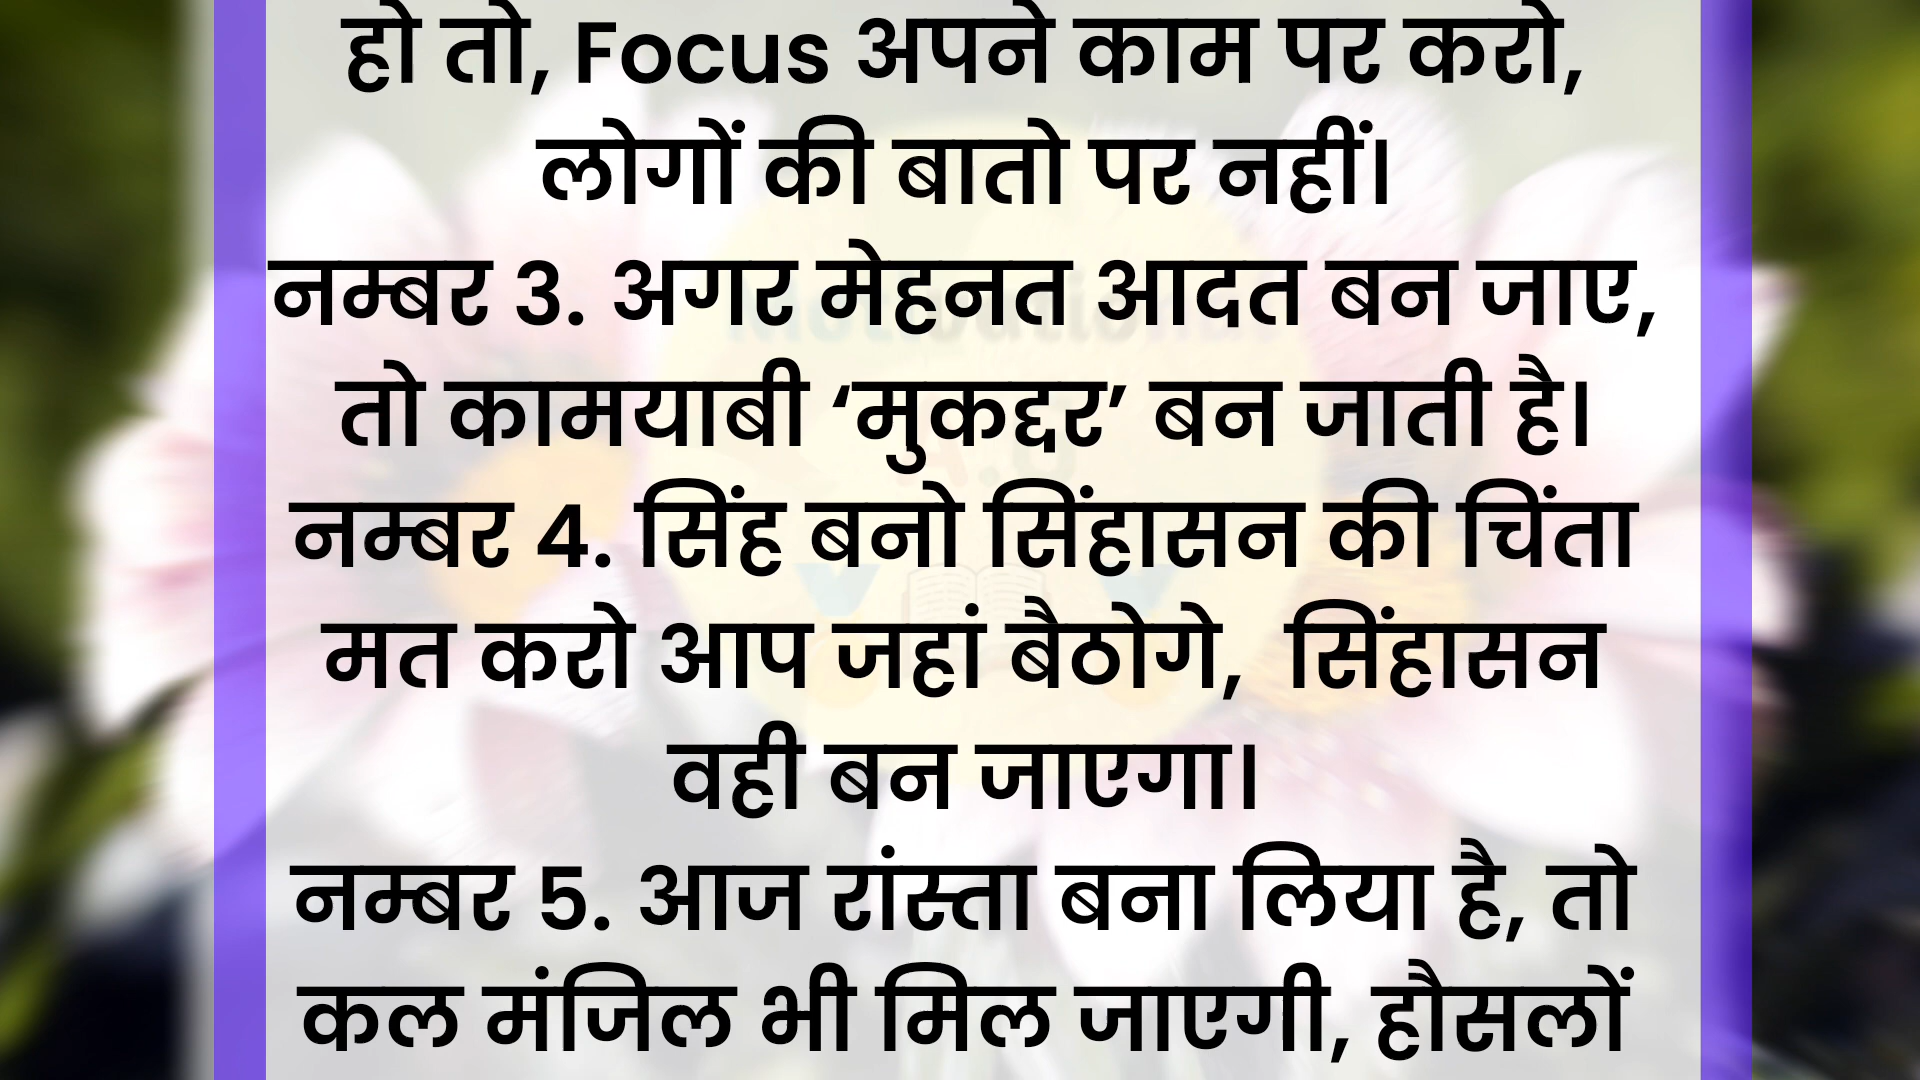 हो तो, Focus अपने काम पर करो,
लोगों की बातो पर नहीं।
नम्बर 3. अगर मेहनत आदत बन जाए,
तो कामयाबी ‘मुकद्दर’ बन जाती है।
नम्बर 4. सिंह बनो सिंहासन की चिंता
मत करो आप जहां बैठोगे, सिंहासन
वही बन जाएगा।
नम्बर 5. आज रांस्ता बना लिया है, तो
कल मंजिल भी मिल जाएगी, हौसलों